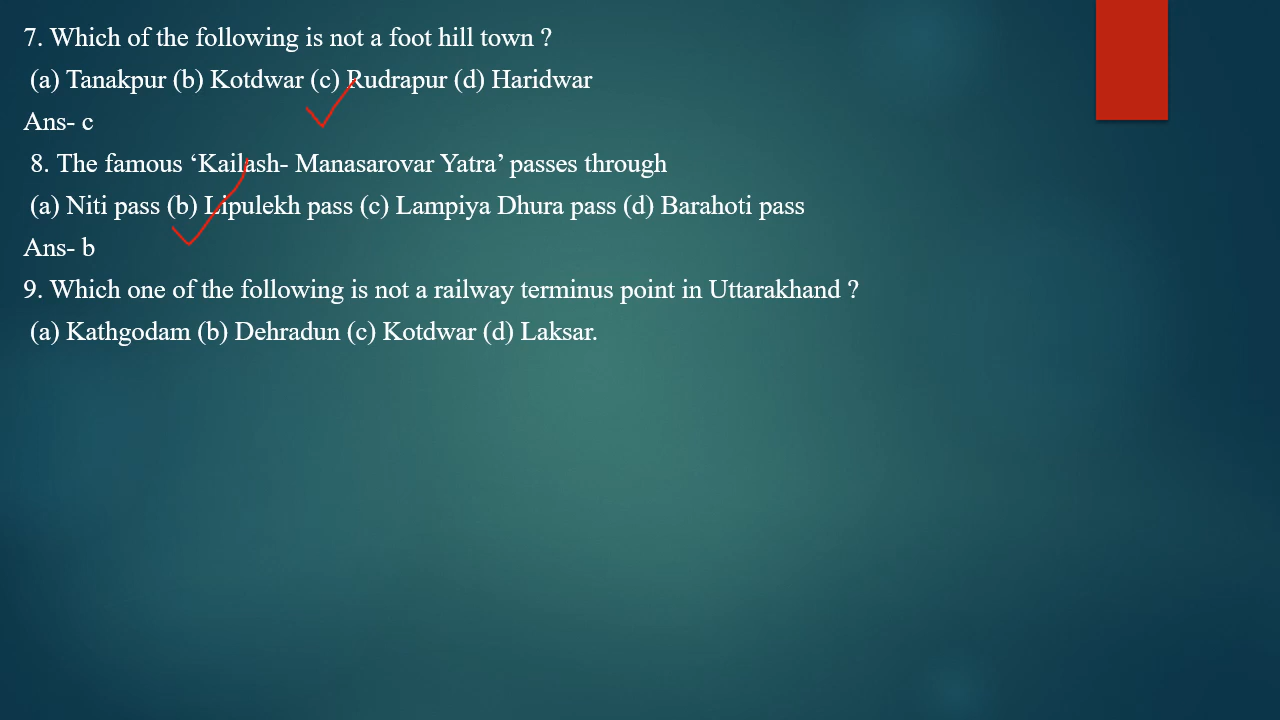 7. Which of the following is not a foot hill town ?
(a) Tanakpur (b) Kotdwar (c) Rudrapur (d) Haridwar
Ans- c
8. The famous ‘Kailash- Manasarovar Yatra’ passes through
(a) Niti pass (b) Lipulekh pass (c) Lampiya Dhura pass (d) Barahoti pass
Ans- b
9. Which one of the following is not a railway terminus point in Uttarakhand ?
(a) Kathgodam (b) Dehradun (c) Kotdwar (d) Laksar.